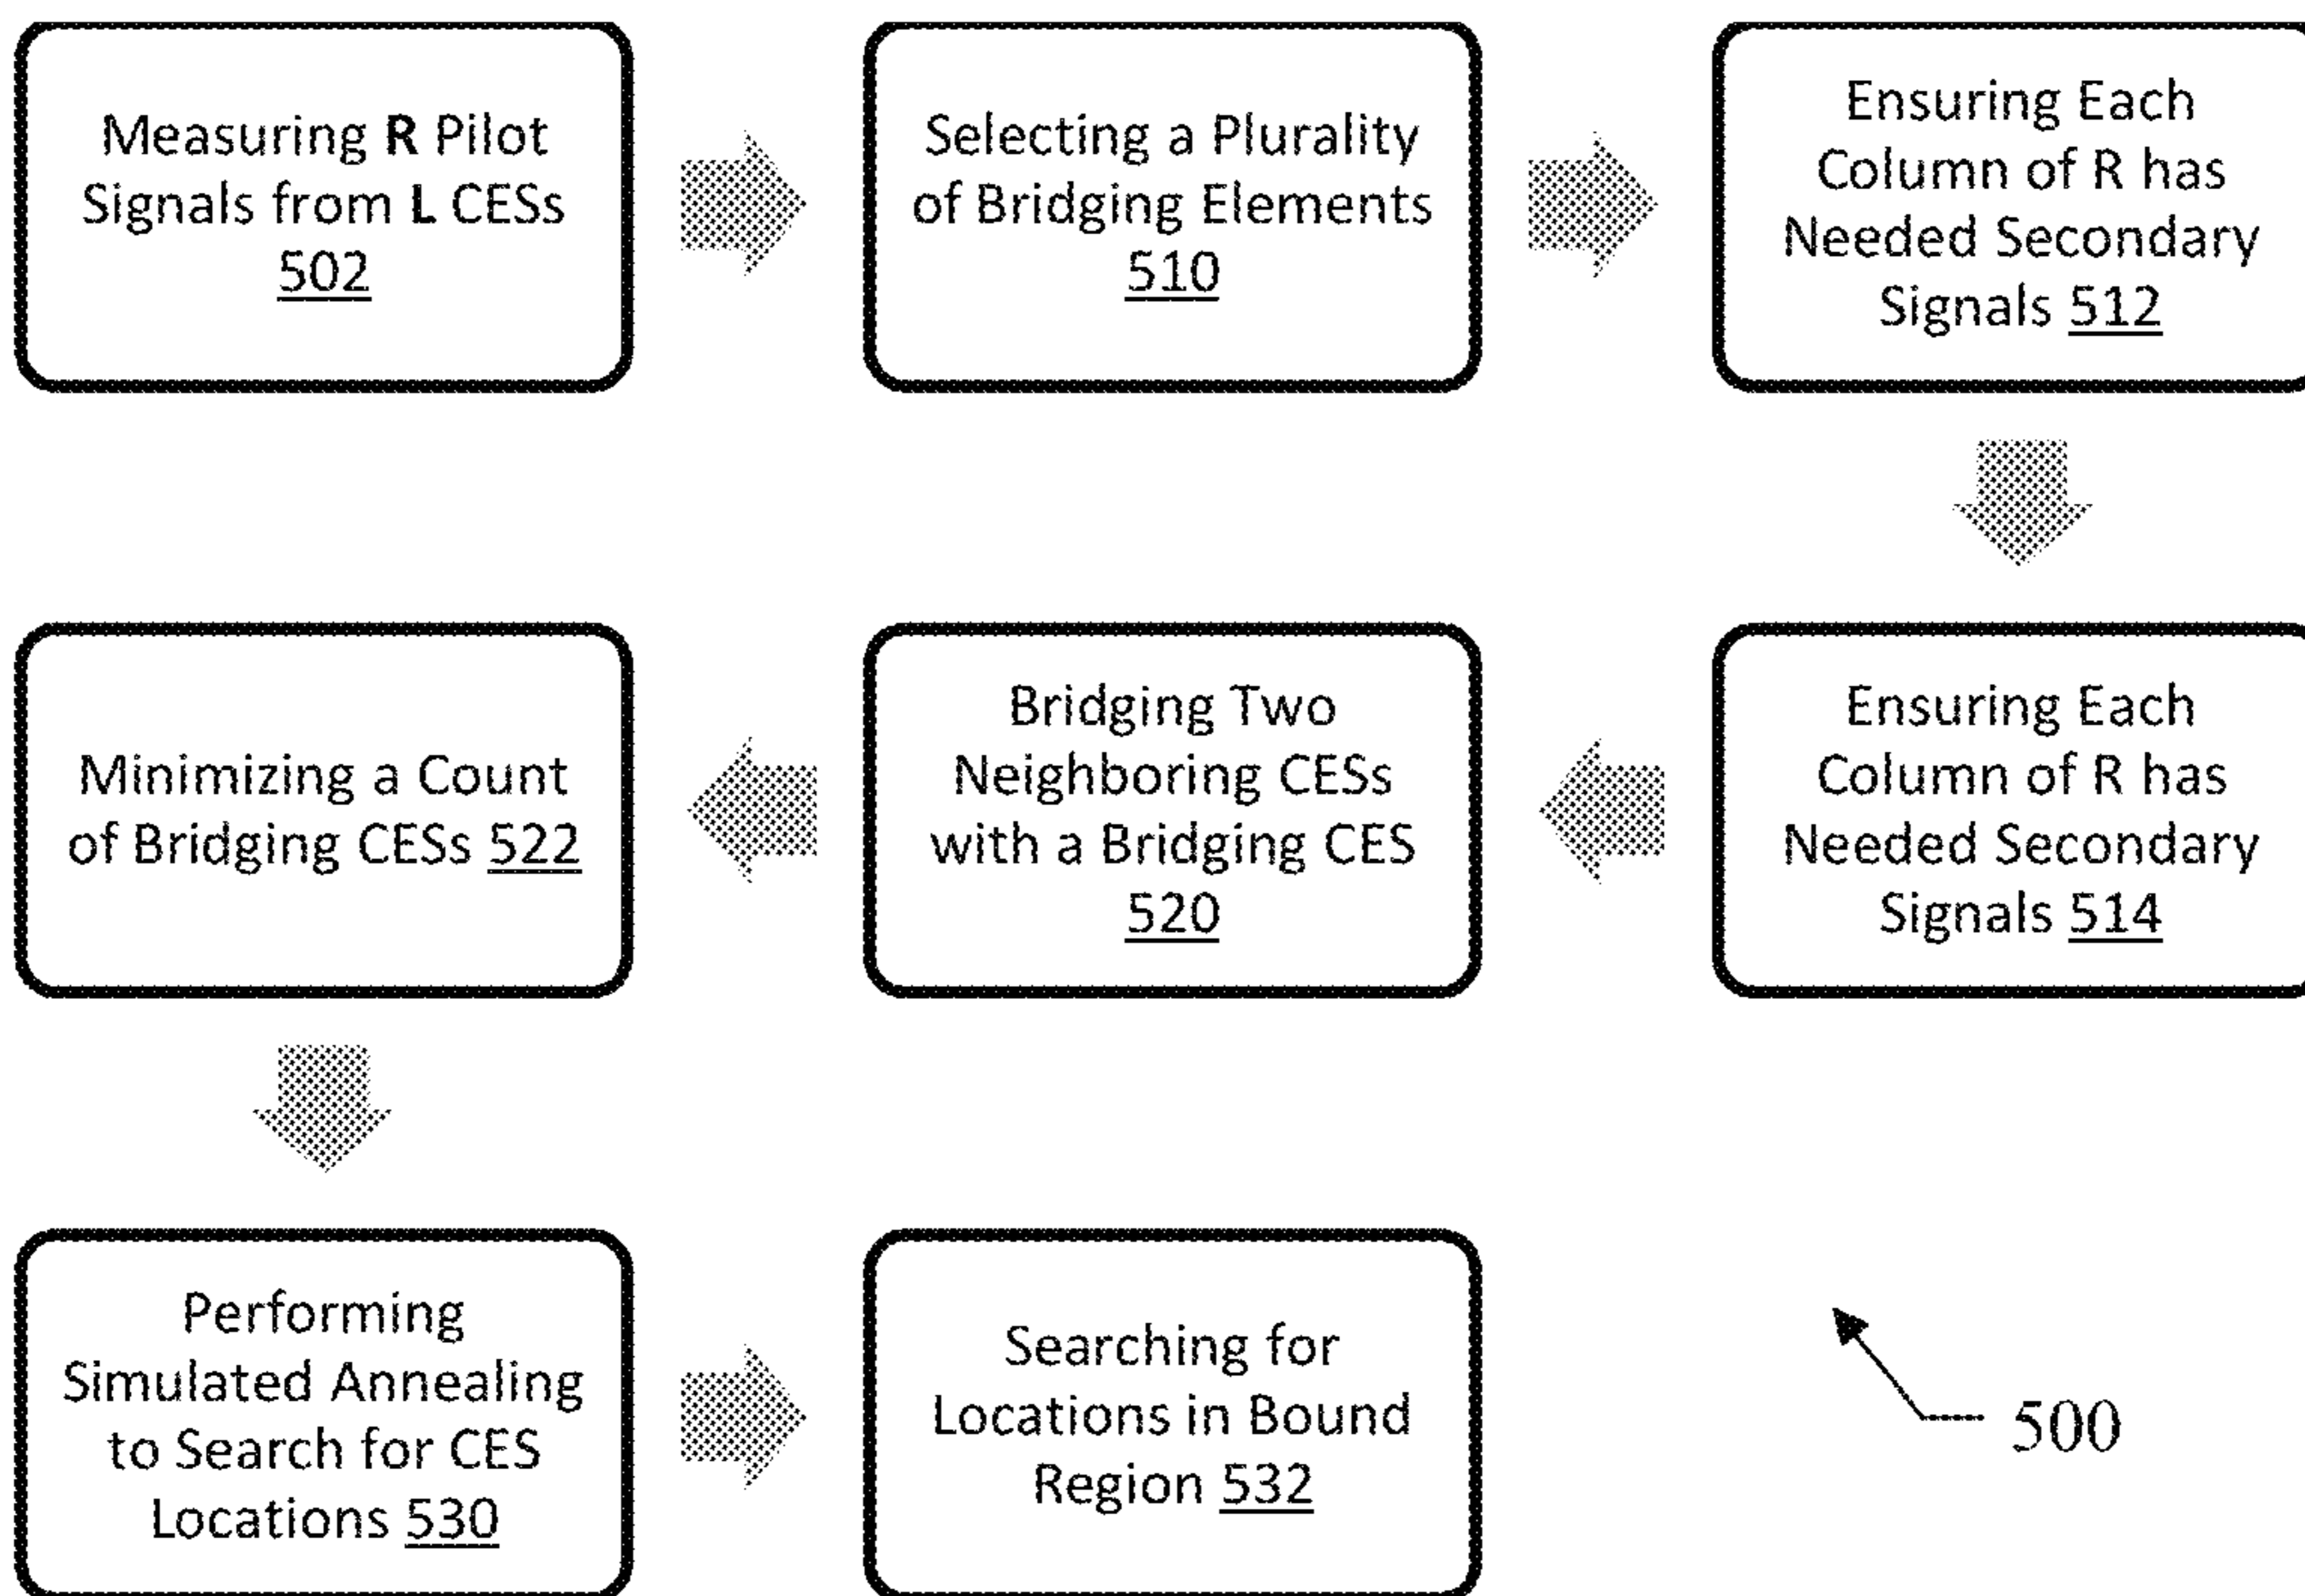 Measuring R Pilot
Signals from L CESs
502
Selecting a Plurality
of Bridging Elements
510
Ensuring Each
Column of R has
Needed Secondary
Signals 512
Ensuring Each
Column of R has
Needed Secondary
Signals 514
Bridging Two
Neighboring CESs
with a Bridging CES
520
Minimizing a Count
of Bridging CESs 522
Performing
Simulated Annealing
to Search for CES
Locations 530
Searching for
Locations in Bound
Region 532
500